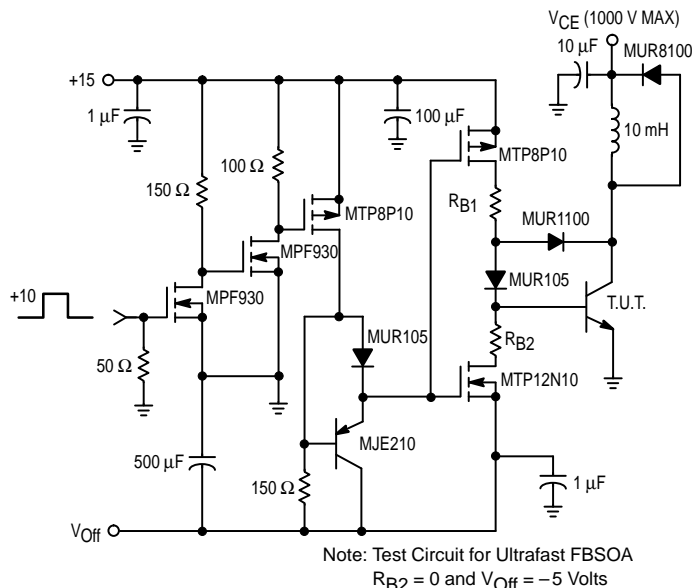 V_CE (1000 V MAX)
10 μF
MUR8100
+15
1 μF
100 μF
10 mH
MTP8P10
100 Ω
150 Ω
MTP8P10
R_B1
MUR1100
MPF930
+10
MPF930
MUR105
T.U.T.
50 Ω
MUR105
R_B2
MTP12N10
500 μF
MJE210
150 Ω
1 μF
V_Off
Note: Test Circuit for Ultrafast FBSOA
R_B2 = 0 and V_Off = –5 Volts